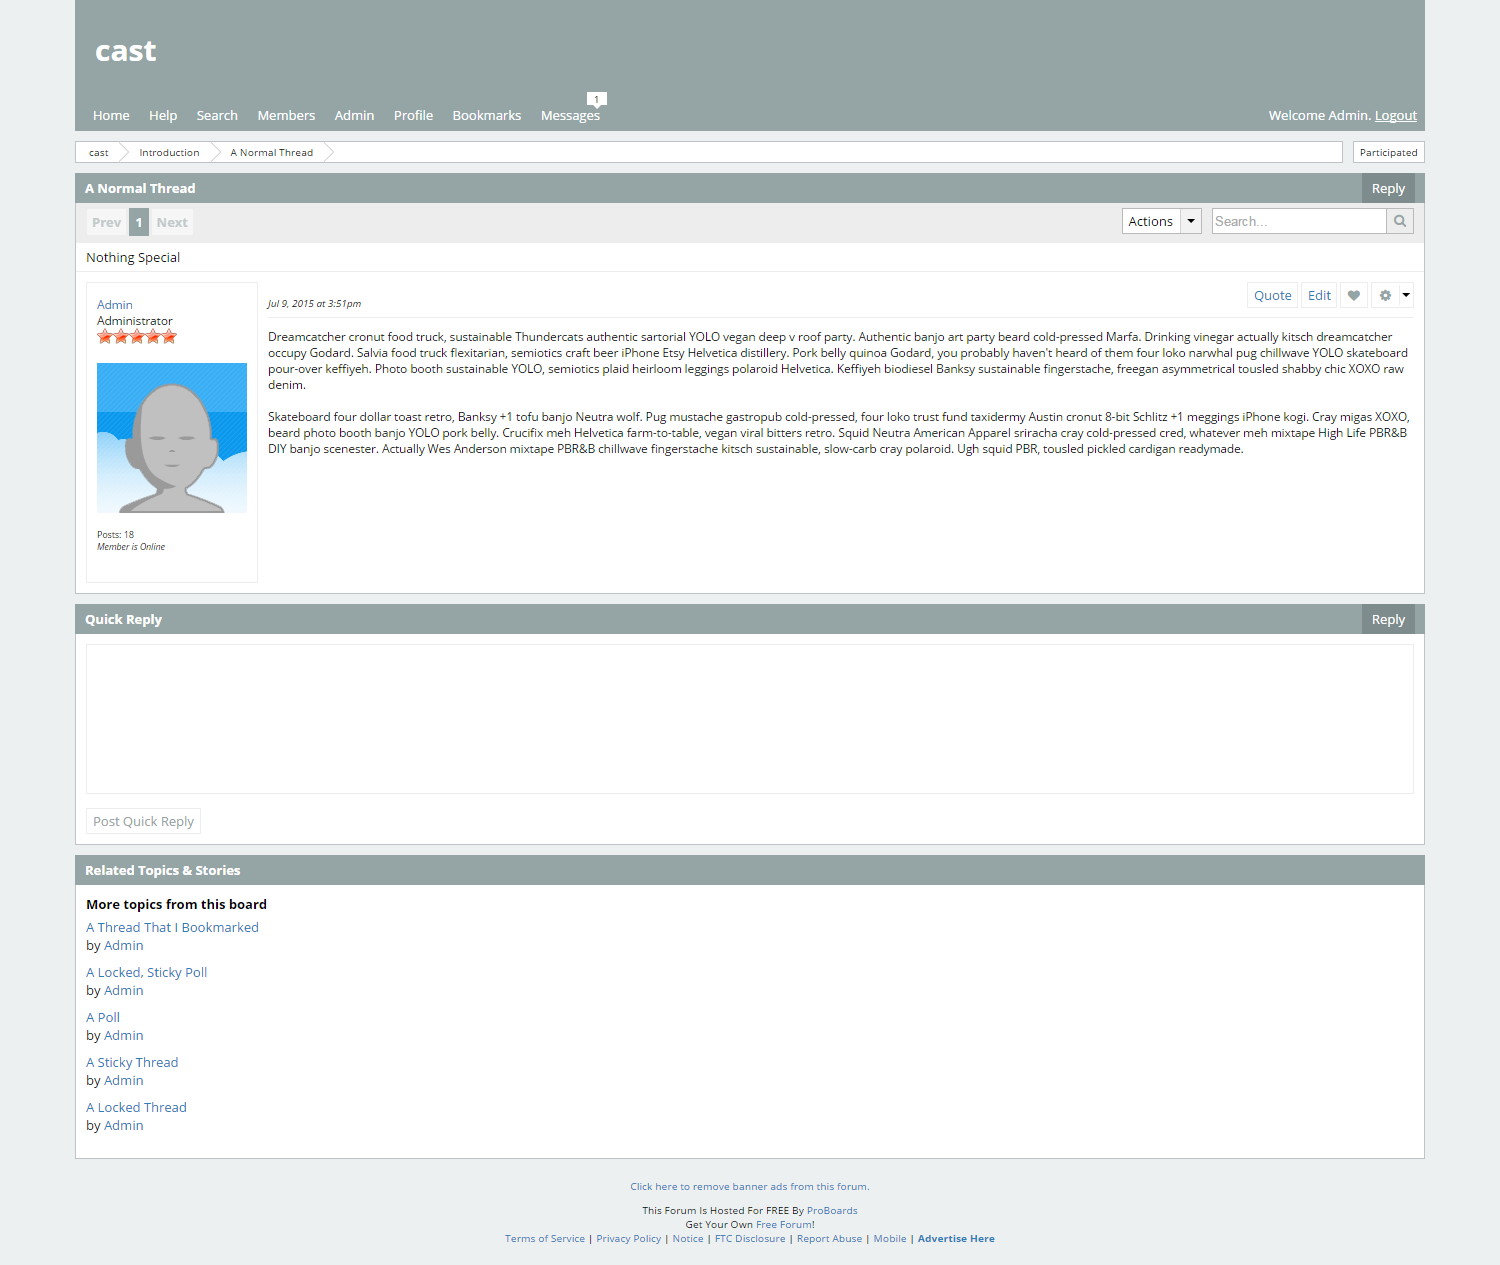 cast
1
Home Help Search Members Admin Profile Bookmarks Messages Welcome Admin. Logout
cast Introduction A Normal Thread Participated
A Normal Thread Reply
Prev 1 Next Actions Search...
Nothing Special
Admin
Administrator
Jul 9, 2015 at 3:51pm
Quote Edit
Dreamcatcher cronut food truck, sustainable Thundercats authentic sartorial YOLO vegan deep v roof party. Authentic banjo art party beard cold-pressed Marfa. Drinking vinegar actually kitsch dreamcatcher
occupy Godard. Salvia food truck flexitarian, semiotics craft beer iPhone Etsy Helvetica distillery. Pork belly quinoa Godard, you probably haven't heard of them four loko narwhal pug chillwave YOLO skateboard
pour-over keffiyeh. Photo booth sustainable YOLO, semiotics plaid heirloom leggings polaroid Helvetica. Keffiyeh biodiesel Banksy sustainable fingerstache, freegan asymmetrical tousled shabby chic XOXO raw
denim.
Skateboard four dollar toast retro, Banksy +1 tofu banjo Neutra wolf. Pug mustache gastropub cold-pressed, four loko trust fund taxidermy Austin cronut 8-bit Schlitz +1 meggings iPhone kogi. Cray migas XOXO,
beard photo booth banjo YOLO pork belly. Crucifix meh Helvetica farm-to-table, vegan viral bitters retro. Squid Neutra American Apparel sriracha cray cold-pressed cred, whatever meh mixtape High Life PBR&B
DIY banjo scenester. Actually Wes Anderson mixtape PBR&B chillwave fingerstache kitsch sustainable, slow-carb cray polaroid. Ugh squid PBR, tousled pickled cardigan readymade.
Posts: 18
Member is Online
Quick Reply Reply
Post Quick Reply
Related Topics & Stories
More topics from this board
A Thread That I Bookmarked
by Admin
A Locked, Sticky Poll
by Admin
A Poll
by Admin
A Sticky Thread
by Admin
A Locked Thread
by Admin
Click here to remove banner ads from this forum.
This Forum Is Hosted For FREE By ProBoards
Get Your Own Free Forum!
Terms of Service | Privacy Policy | Notice | FTC Disclosure | Report Abuse | Mobile | Advertise Here